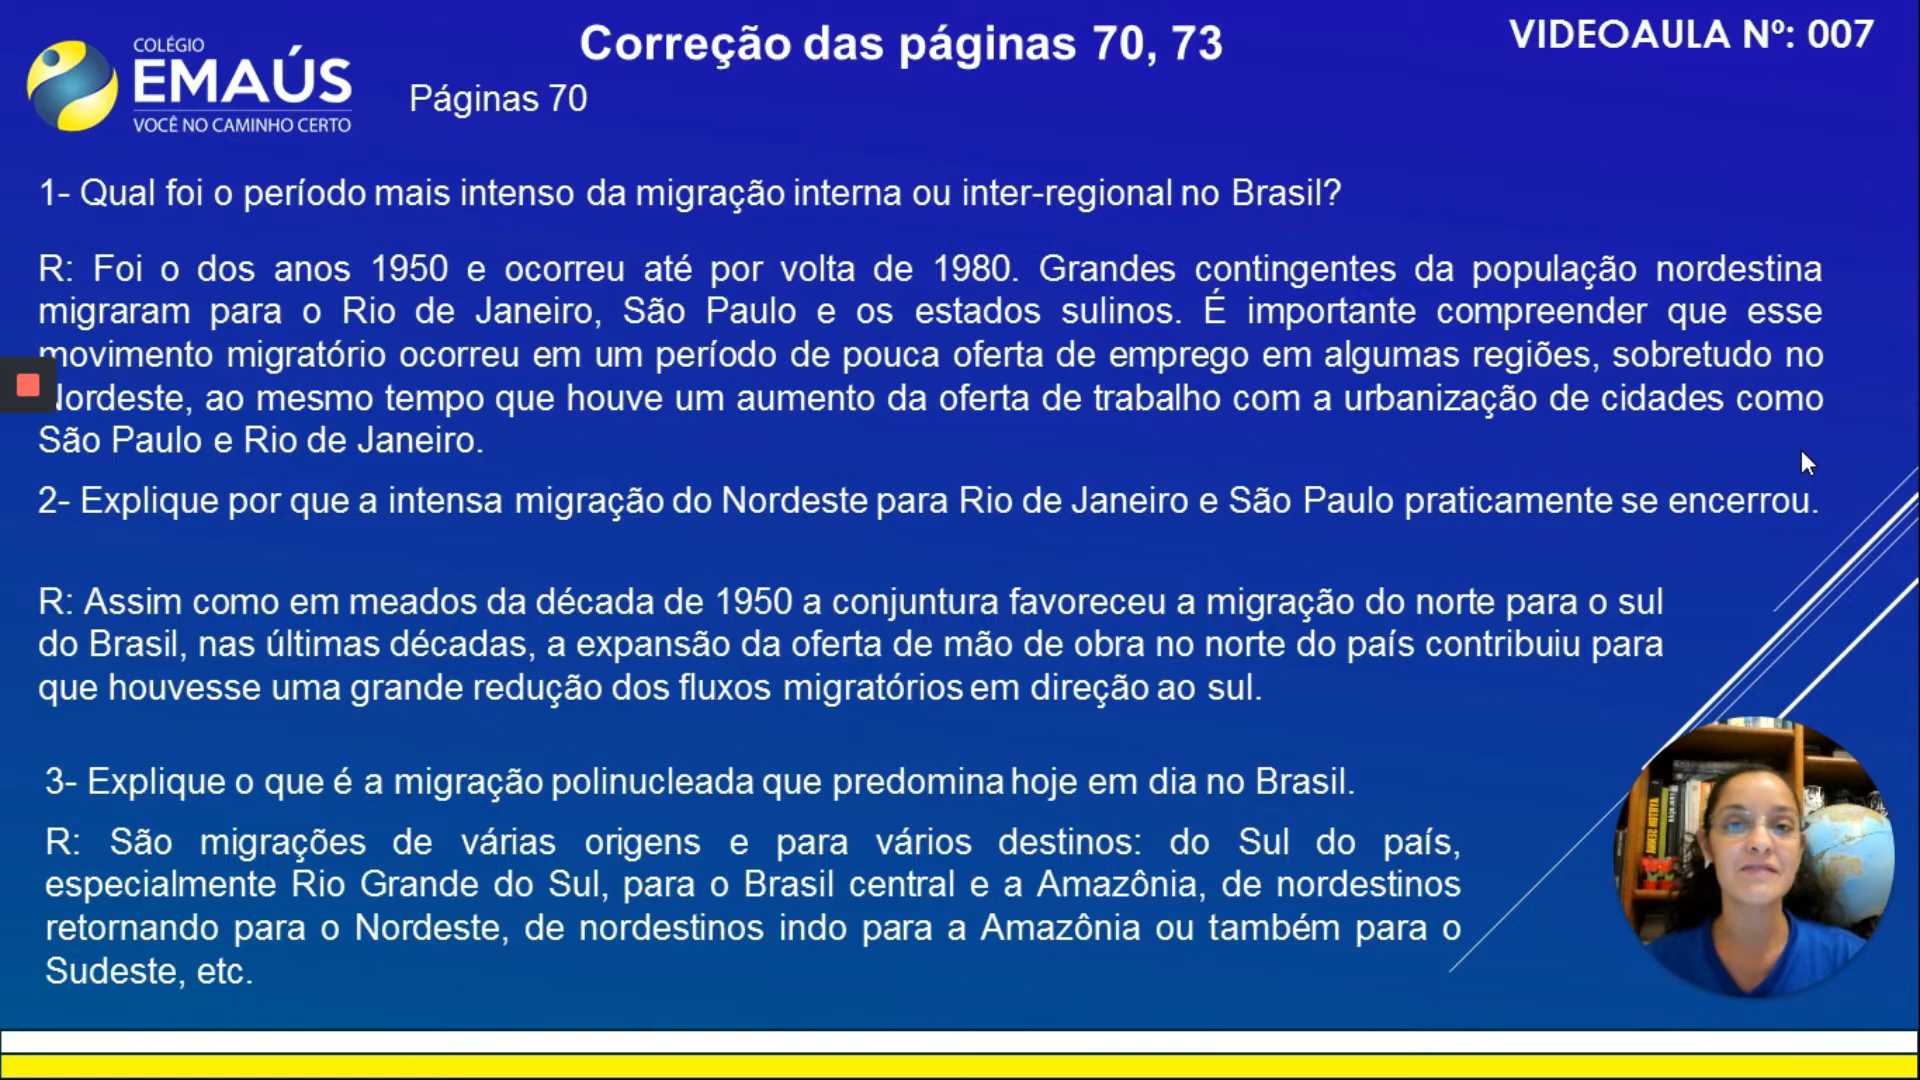 COLÉGIO
EMAÚS
VOCÊ NO CAMINHO CERTO
Correção das páginas 70, 73
VIDEOAULA Nº: 007
Páginas 70
1- Qual foi o período mais intenso da migração interna ou inter-regional no Brasil?
R: Foi o dos anos 1950 e ocorreu até por volta de 1980. Grandes contingentes da população nordestina
migraram para o Rio de Janeiro, São Paulo e os estados sulinos. É importante compreender que esse
movimento migratório ocorreu em um período de pouca oferta de emprego em algumas regiões, sobretudo no
Nordeste, ao mesmo tempo que houve um aumento da oferta de trabalho com a urbanização de cidades como
São Paulo e Rio de Janeiro.
2- Explique por que a intensa migração do Nordeste para Rio de Janeiro e São Paulo praticamente se encerrou.
R: Assim como em meados da década de 1950 a conjuntura favoreceu a migração do norte para o sul
do Brasil, nas últimas décadas, a expansão da oferta de mão de obra no norte do país contribuiu para
que houvesse uma grande redução dos fluxos migratórios em direção ao sul.
3- Explique o que é a migração polinucleada que predomina hoje em dia no Brasil.
R: São migrações de várias origens e para vários destinos: do Sul do país,
especialmente Rio Grande do Sul, para o Brasil central e a Amazônia, de nordestinos
retornando para o Nordeste, de nordestinos indo para a Amazônia ou também para o
Sudeste, etc.